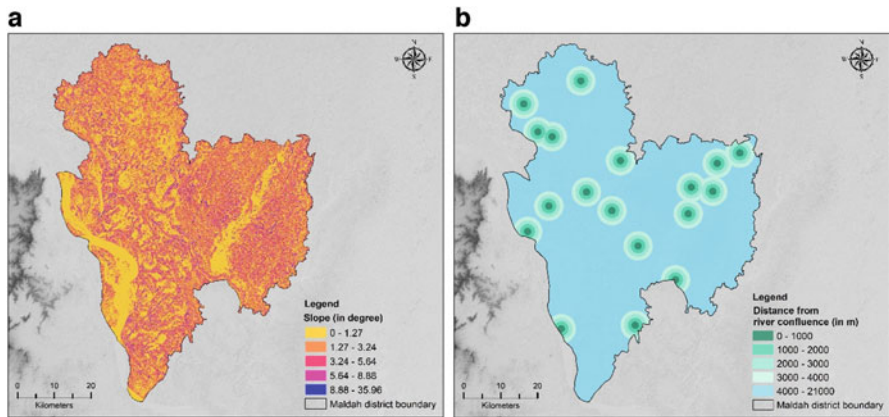 a
b
N
W E
S
N
W E
S
Legend
Slope (in degree)
0 - 1.27
1.27 - 3.24
3.24 - 5.64
5.64 - 8.88
8.88 - 35.96
Maldah district boundary
0 5 10 20
Kilometers
Legend
Distance from
river confluence (in m)
0 - 1000
1000 - 2000
2000 - 3000
3000 - 4000
4000 - 21000
Maldah district boundary
0 5 10 20
Kilometers